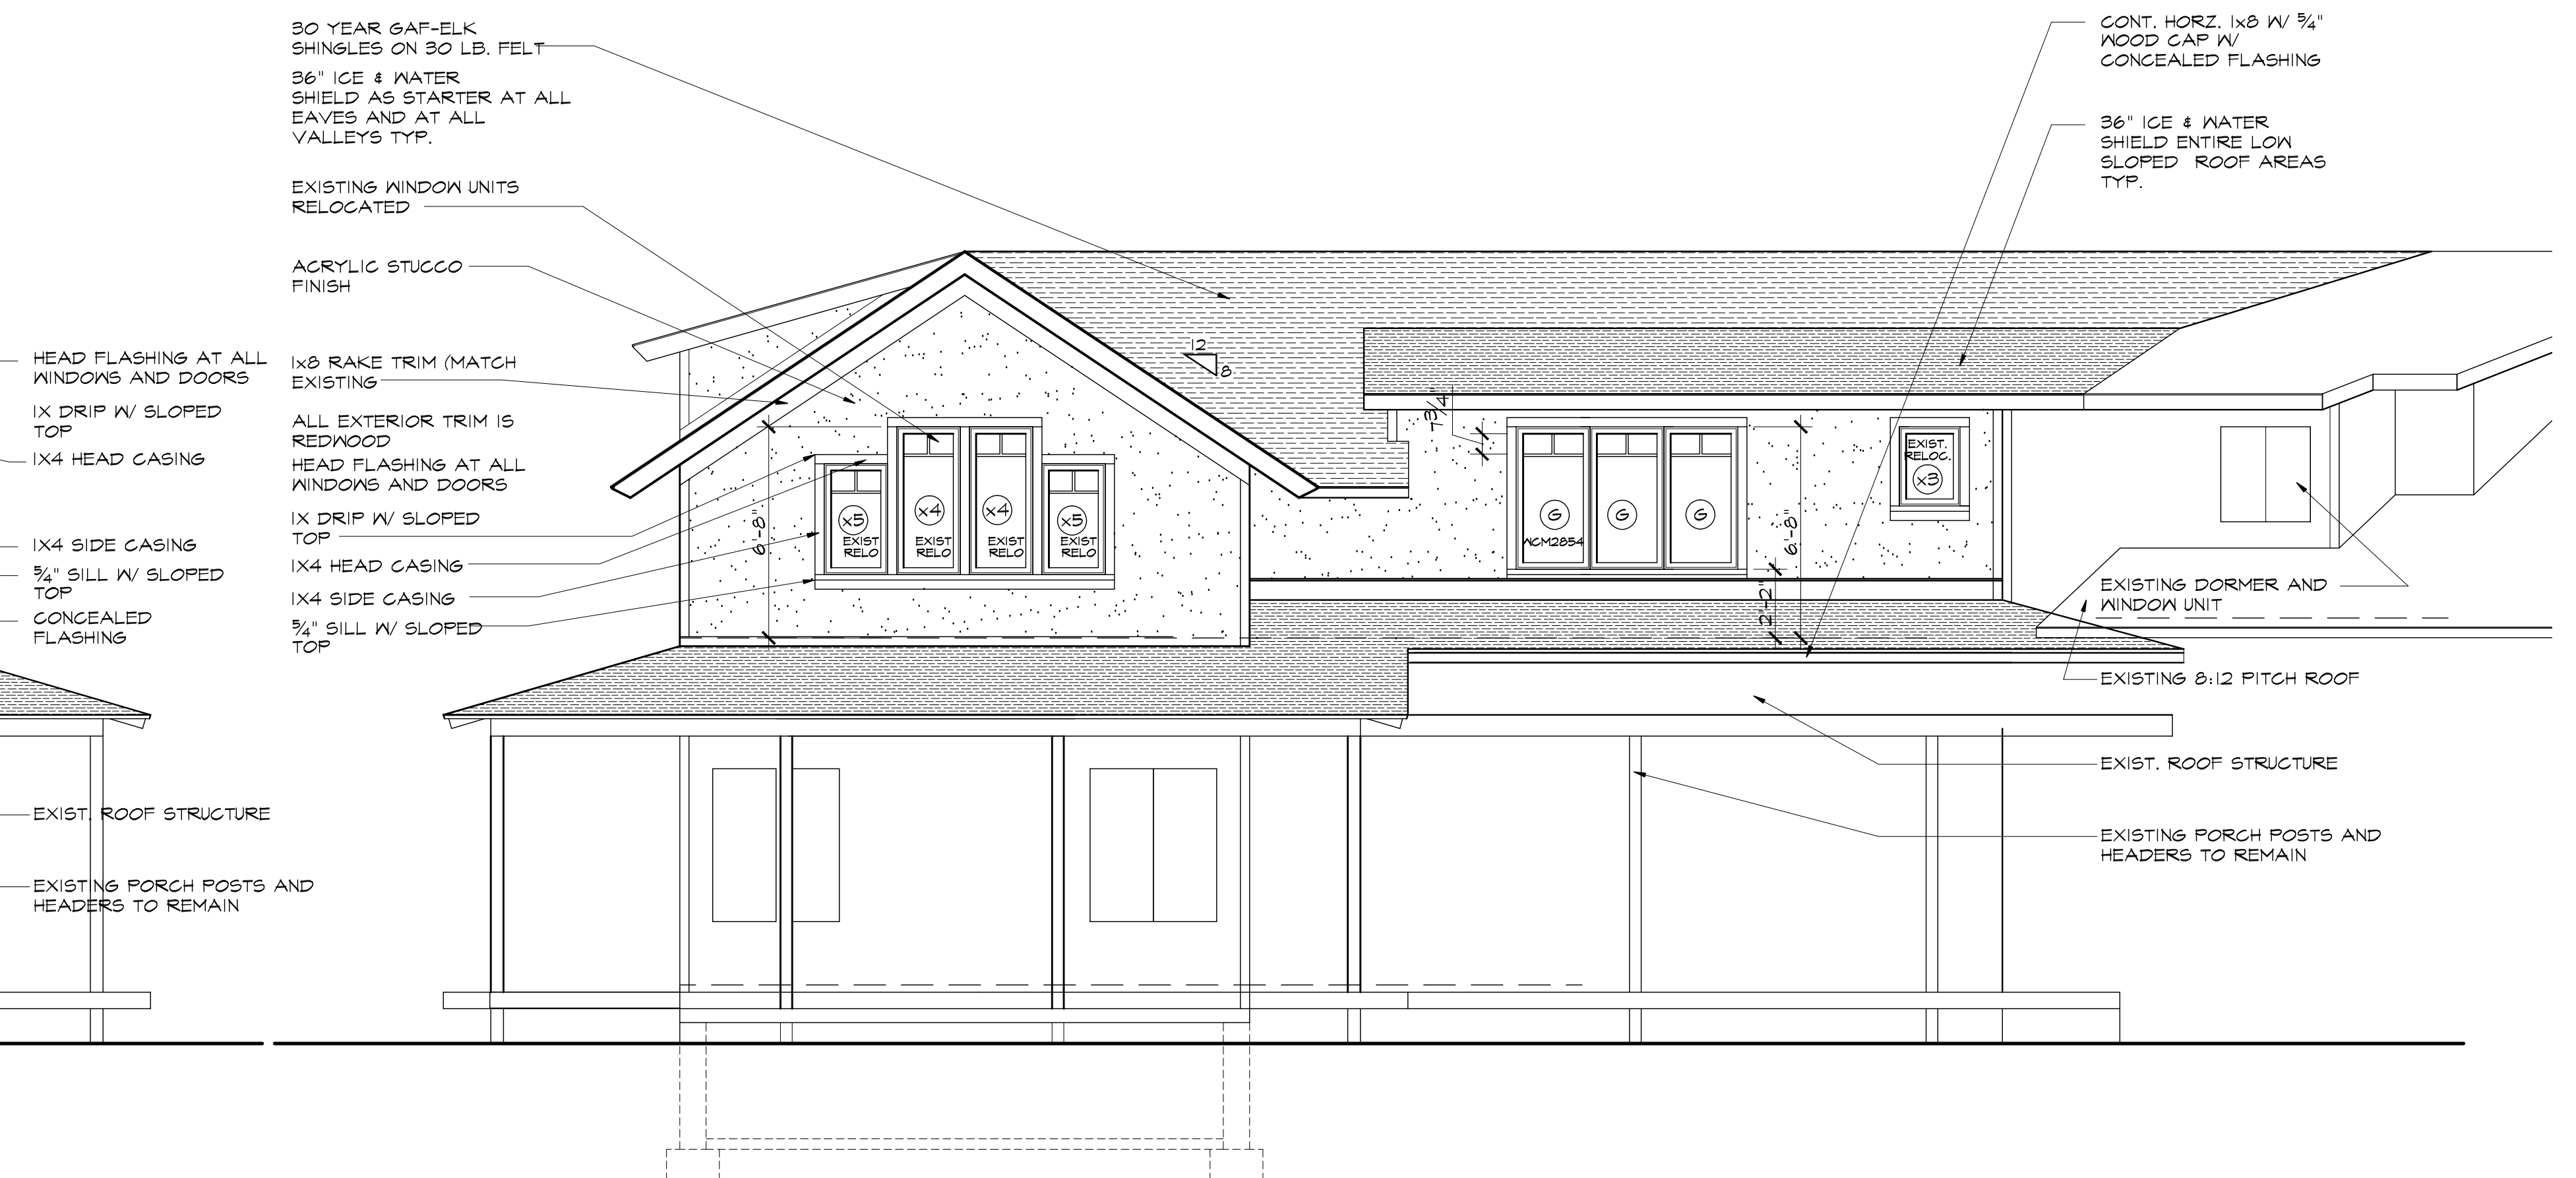 30 YEAR GAF-ELK
SHINGLES ON 30 LB. FELT
36" ICE & WATER
SHIELD AS STARTER AT ALL
EAVES AND AT ALL
VALLEYS TYP.
EXISTING WINDOW UNITS
RELOCATED
ACRYLIC STUCCO
FINISH
1x8 RAKE TRIM (MATCH
EXISTING
ALL EXTERIOR TRIM IS
REDWOOD
HEAD FLASHING AT ALL
WINDOWS AND DOORS
1X DRIP W/ SLOPED
TOP
1X4 HEAD CASING
1X4 SIDE CASING
5/4" SILL W/ SLOPED
TOP
HEAD FLASHING AT ALL
WINDOWS AND DOORS
1X DRIP W/ SLOPED
TOP
1X4 HEAD CASING
1X4 SIDE CASING
5/4" SILL W/ SLOPED
TOP
CONCEALED
FLASHING
EXIST. ROOF STRUCTURE
EXISTING PORCH POSTS AND
HEADERS TO REMAIN
12
8
6'-8"
X5
EXIST
RELO
X4
EXIST
RELO
X4
EXIST
RELO
X5
EXIST
RELO
7 3/4"
G
WCM2854
G
G
6'-8"
2'-2"
EXIST.
RELOC.
X3
CONT. HORZ. 1x8 W/ 5/4"
WOOD CAP W/
CONCEALED FLASHING
36" ICE & WATER
SHIELD ENTIRE LOW
SLOPED ROOF AREAS
TYP.
EXISTING DORMER AND
WINDOW UNIT
EXISTING 8:12 PITCH ROOF
EXIST. ROOF STRUCTURE
EXISTING PORCH POSTS AND
HEADERS TO REMAIN